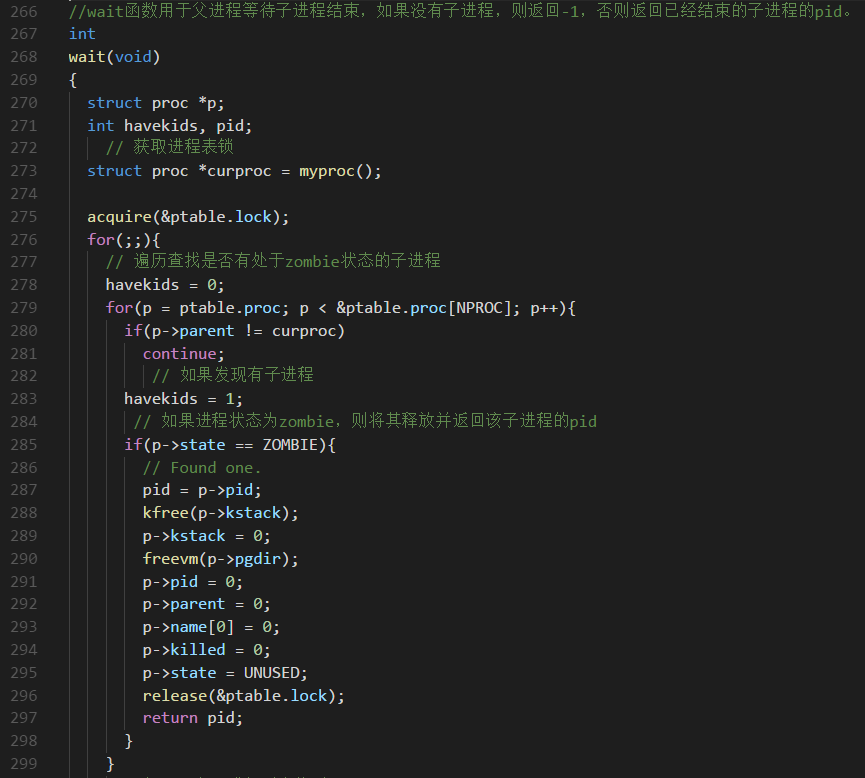 266 //wait函数用于父进程等待子进程结束，如果没有子进程，则返回-1，否则返回已经结束的子进程的pid。
267 int
268 wait(void)
269 {
270   struct proc *p;
271   int havekids, pid;
272     // 获取进程表锁
273   struct proc *curproc = myproc();
274
275   acquire(&ptable.lock);
276   for(;;){
277     // 遍历查找是否有处于zombie状态的子进程
278     havekids = 0;
279     for(p = ptable.proc; p < &ptable.proc[NPROC]; p++){
280       if(p->parent != curproc)
281         continue;
282          // 如果发现有子进程
283       havekids = 1;
284        // 如果进程状态为zombie，则将其释放并返回该子进程的pid
285       if(p->state == ZOMBIE){
286         // Found one.
287         pid = p->pid;
288         kfree(p->kstack);
289         p->kstack = 0;
290         freevm(p->pgdir);
291         p->pid = 0;
292         p->parent = 0;
293         p->name[0] = 0;
294         p->killed = 0;
295         p->state = UNUSED;
296         release(&ptable.lock);
297         return pid;
298       }
299     }